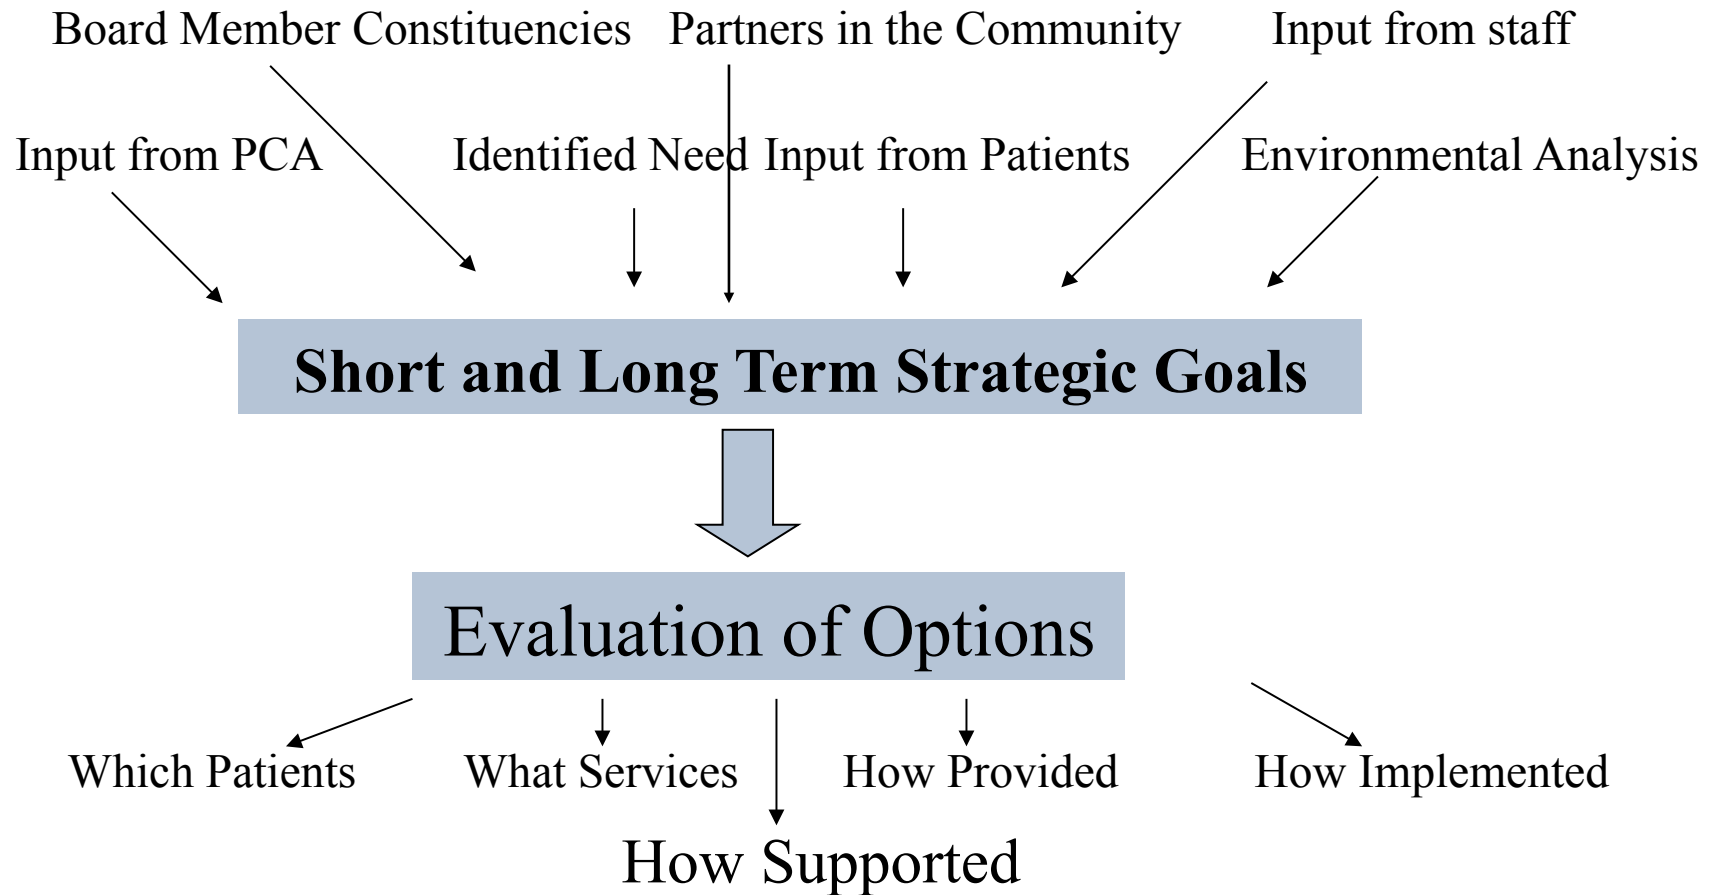 Board Member Constituencies Partners in the Community Input from staff
Input from PCA Identified Need Input from Patients Environmental Analysis
Short and Long Term Strategic Goals
Evaluation of Options
Which Patients What Services How Provided How Implemented
How Supported